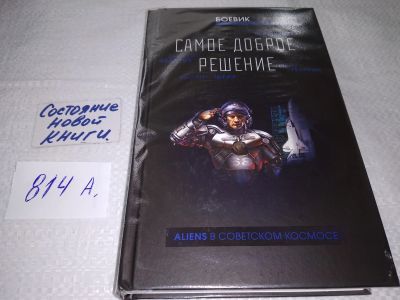 БОЕВИК
САМОЕ ДОБРОЕ
РЕШЕНИЕ
ALIENS В СОВЕТСКОМ КОСМОСЕ
Состояние
новой
книги.
814 А.